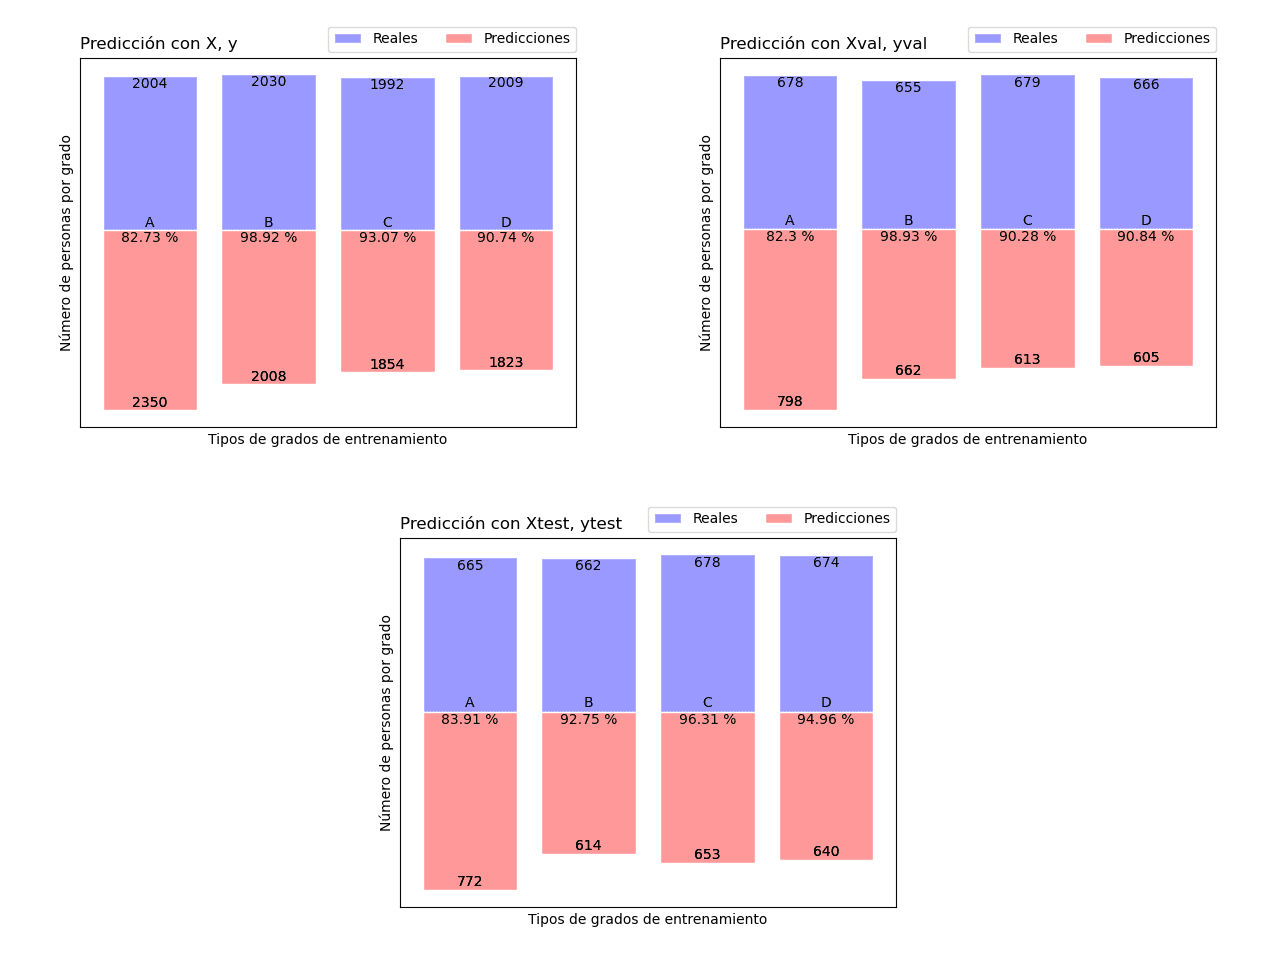 Predicción con X, y
Reales Predicciones
2004 2030 1992 2009
A B C D
82.73 % 98.92 % 93.07 % 90.74 %
2350 2008 1854 1823
Número de personas por grado
Tipos de grados de entrenamiento
Predicción con Xval, yval
Reales Predicciones
678 655 679 666
A B C D
82.3 % 98.93 % 90.28 % 90.84 %
798 662 613 605
Número de personas por grado
Tipos de grados de entrenamiento
Predicción con Xtest, ytest
Reales Predicciones
665 662 678 674
A B C D
83.91 % 92.75 % 96.31 % 94.96 %
772 614 653 640
Número de personas por grado
Tipos de grados de entrenamiento